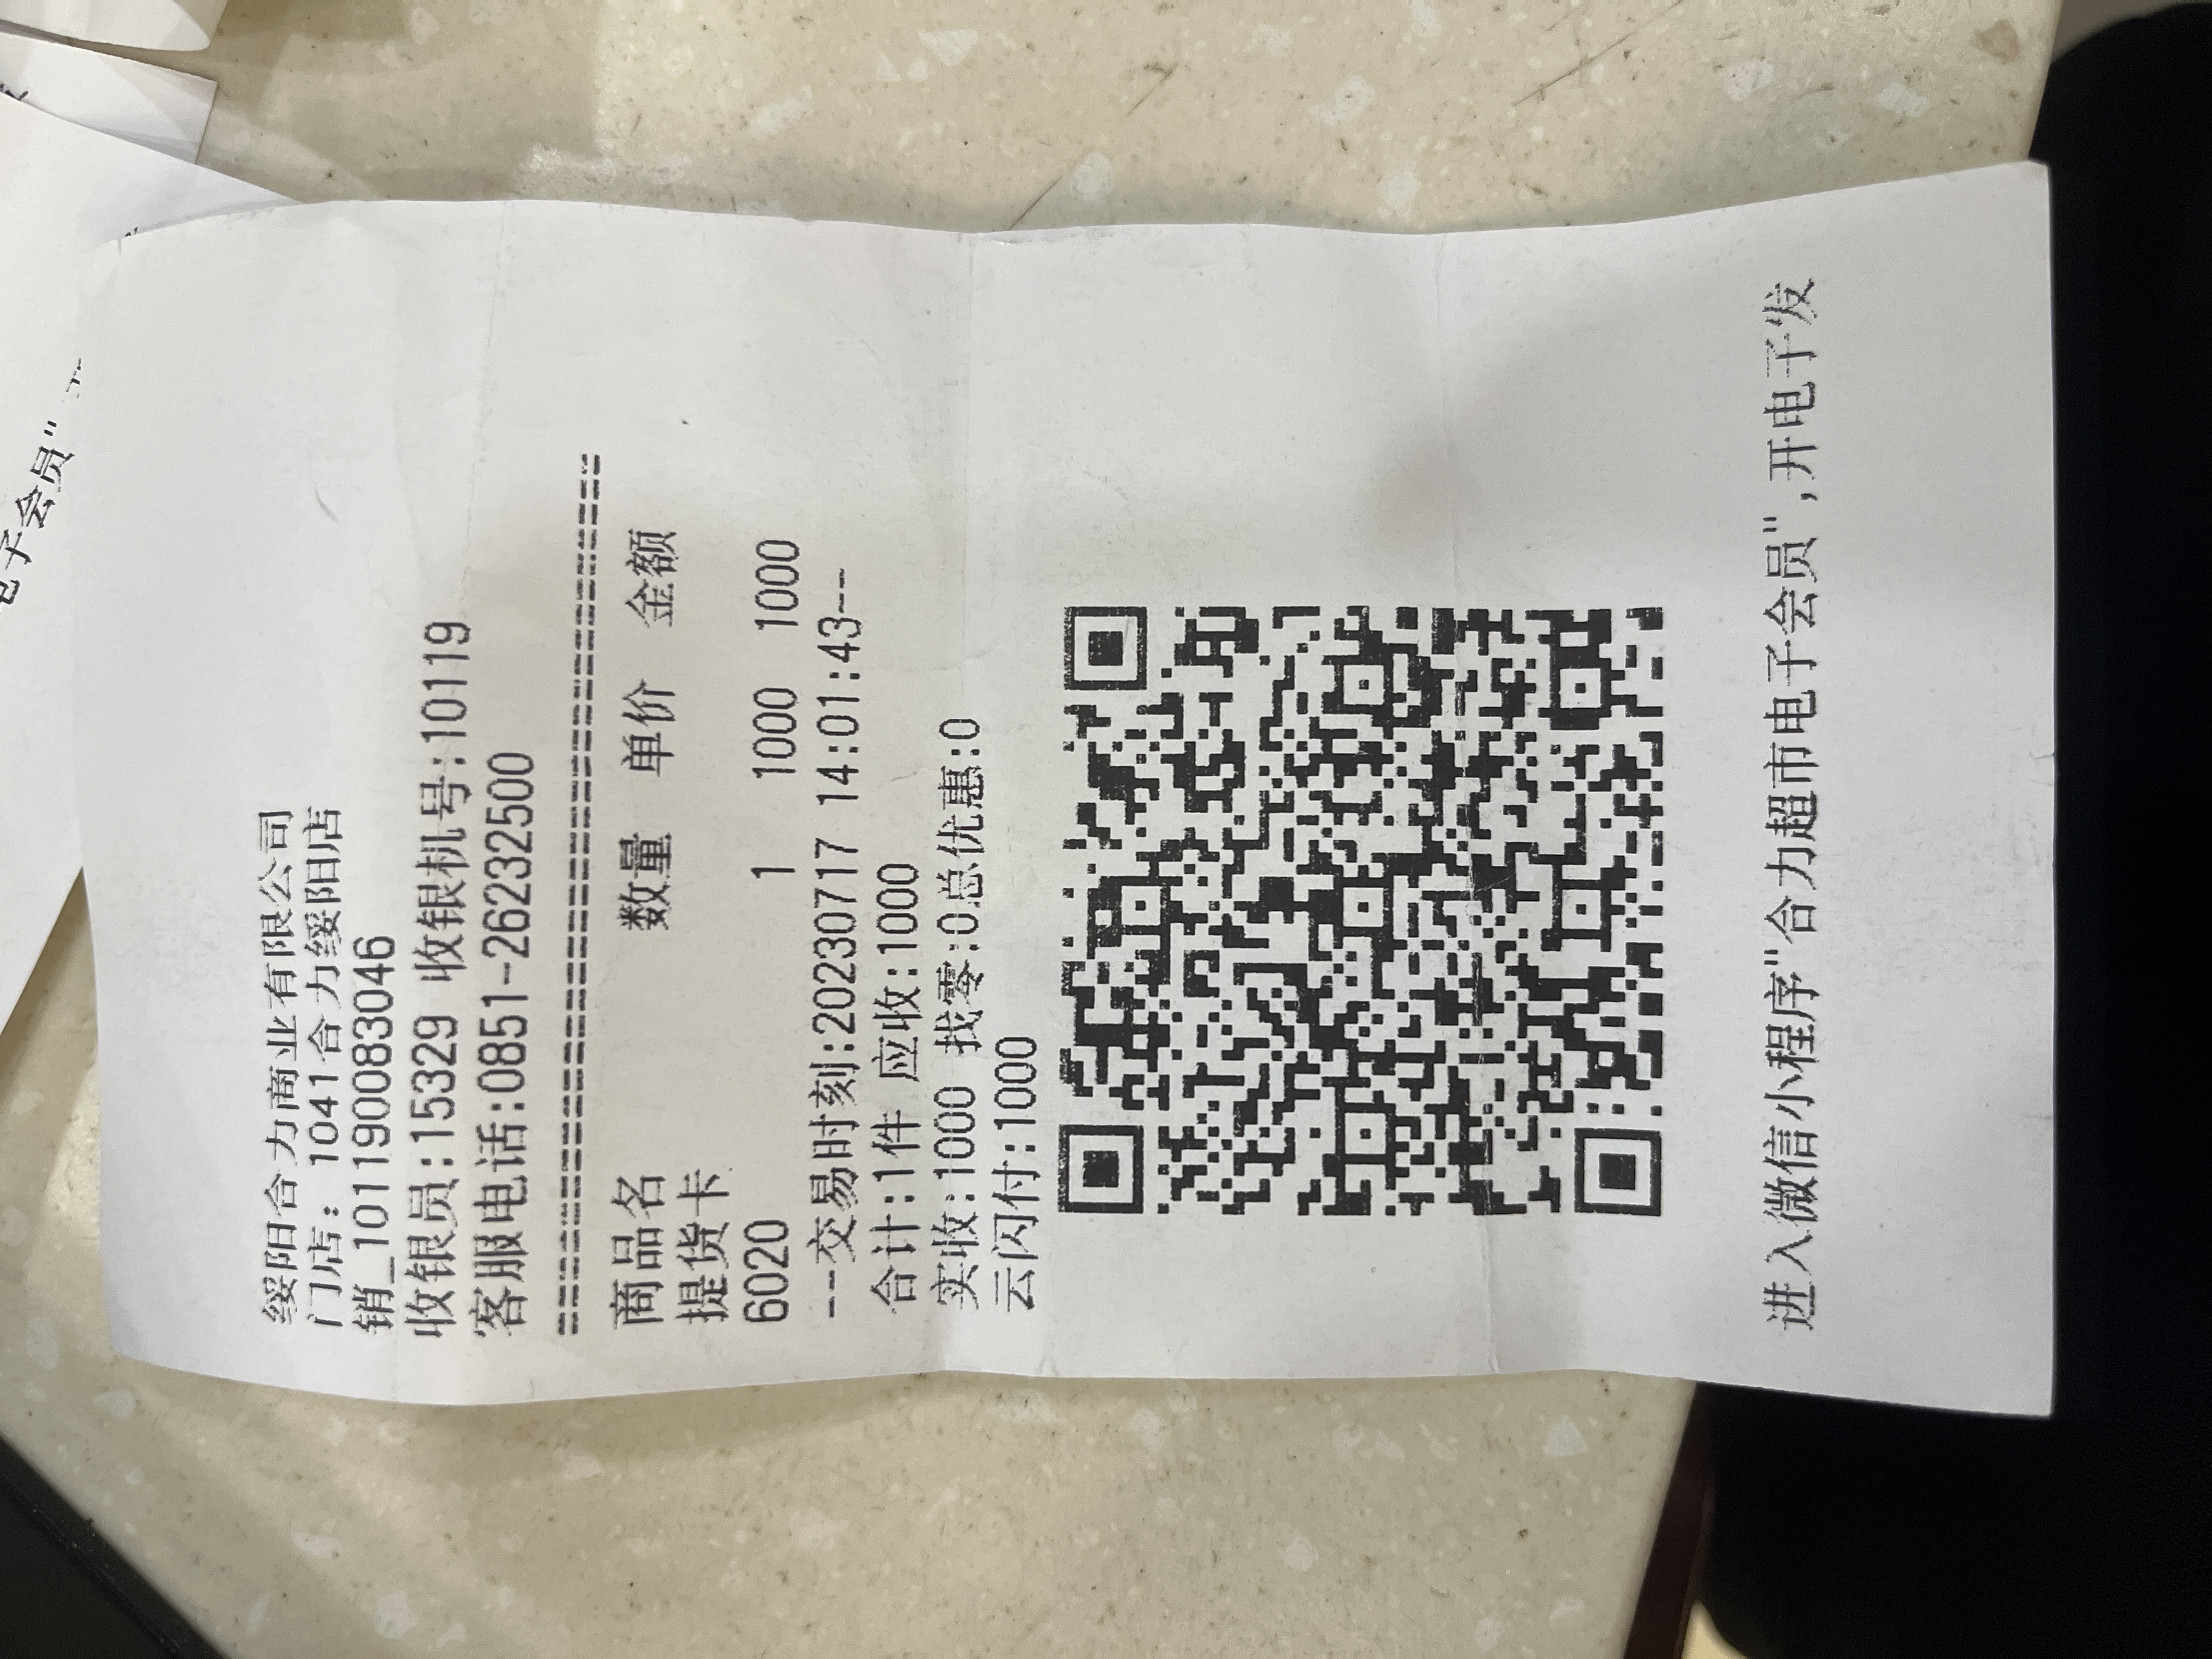 绥阳合力商业有限公司
门店: 1041合力绥阳店
销_101190083046
收银员:15329 收银机号:10119
客服电话:0851-26232500
================================
商品名 数量 单价 金额
提货卡
6020 1 1000 1000
--交易时刻:20230717 14:01:43--
合计:1件 应收:1000
实收:1000 找零:0总优惠:0
云闪付:1000
进入微信小程序"合力超市电子会员",开电子发
电子会员"